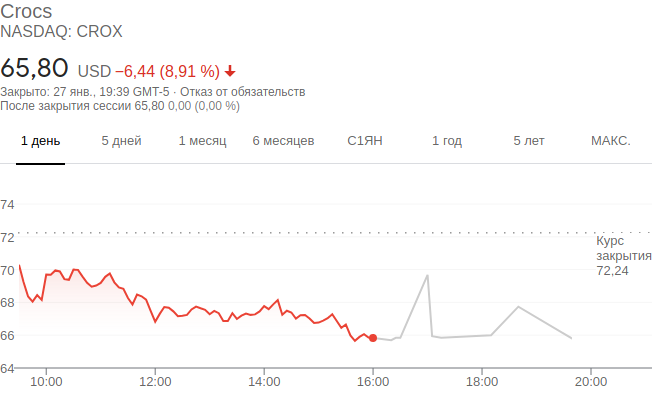 Crocs
NASDAQ: CROX
65,80 USD −6,44 (8,91 %)
Закрыто: 27 янв., 19:39 GMT-5 · Отказ от обязательств
После закрытия сессии 65,80 0,00 (0,00 %)
1 день 5 дней 1 месяц 6 месяцев С1ЯН 1 год 5 лет МАКС.
74
72
70
68
66
64
Курс
закрытия
72,24
10:00 12:00 14:00 16:00 18:00 20:00